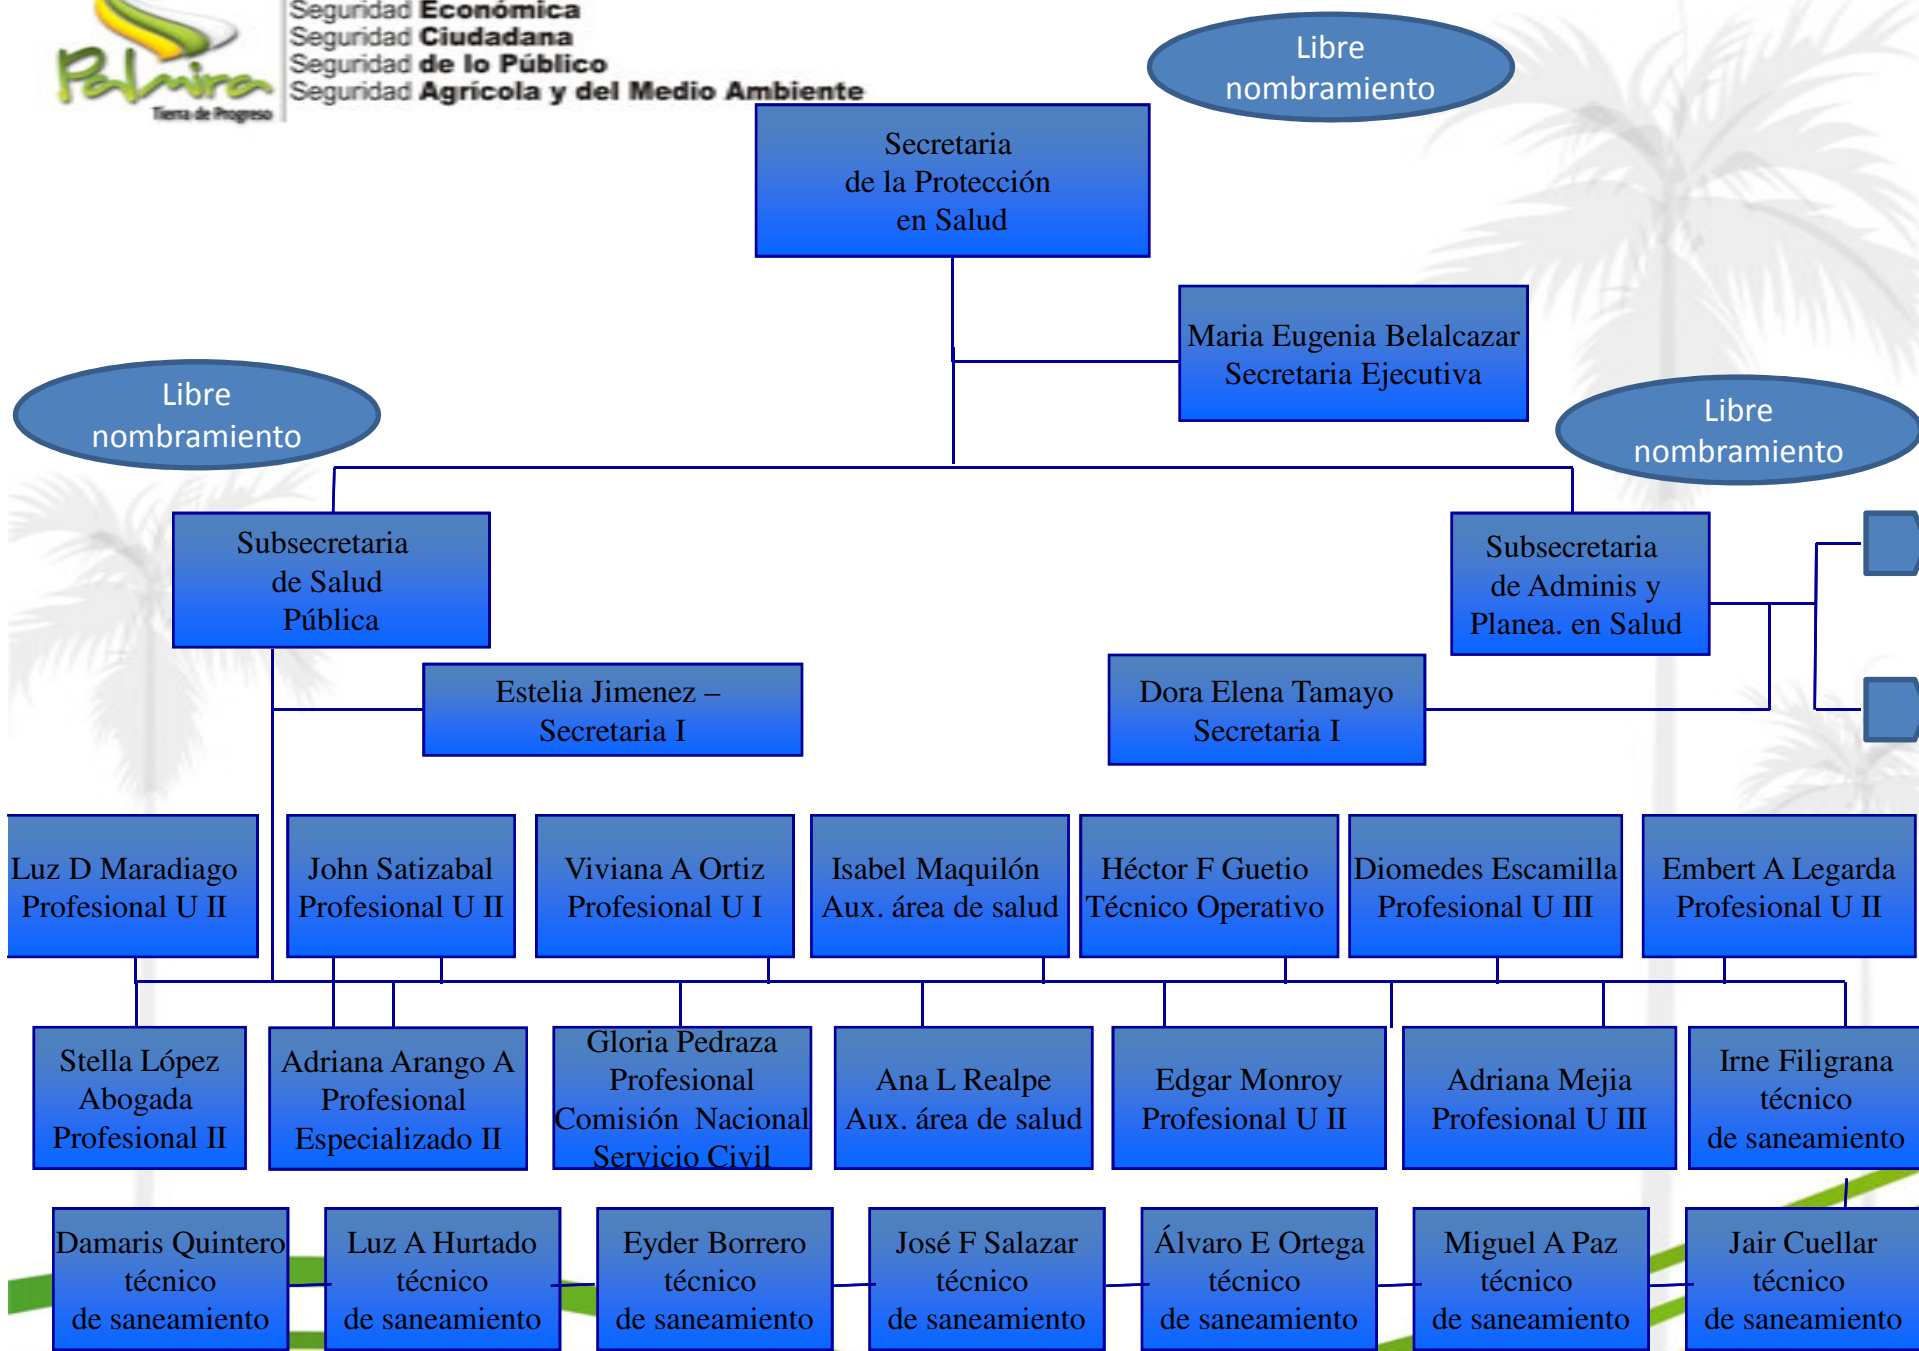 Seguridad Económica
Seguridad Ciudadana
Seguridad de lo Público
Seguridad Agrícola y del Medio Ambiente
Palmira
Tierra de Progreso
Libre
nombramiento
Secretaria
de la Protección
en Salud
Maria Eugenia Belalcazar
Secretaria Ejecutiva
Libre
nombramiento
Libre
nombramiento
Subsecretaria
de Salud
Pública
Subsecretaria
de Adminis y
Planea. en Salud
Estelia Jimenez –
Secretaria I
Dora Elena Tamayo
Secretaria I
Luz D Maradiago
Profesional U II
John Satizabal
Profesional U II
Viviana A Ortiz
Profesional U I
Isabel Maquilón
Aux. área de salud
Héctor F Guetio
Técnico Operativo
Diomedes Escamilla
Profesional U III
Embert A Legarda
Profesional U II
Stella López
Abogada
Profesional II
Adriana Arango A
Profesional
Especializado II
Gloria Pedraza
Profesional
Comisión Nacional
Servicio Civil
Ana L Realpe
Aux. área de salud
Edgar Monroy
Profesional U II
Adriana Mejia
Profesional U III
Irne Filigrana
técnico
de saneamiento
Damaris Quintero
técnico
de saneamiento
Luz A Hurtado
técnico
de saneamiento
Eyder Borrero
técnico
de saneamiento
José F Salazar
técnico
de saneamiento
Álvaro E Ortega
técnico
de saneamiento
Miguel A Paz
técnico
de saneamiento
Jair Cuellar
técnico
de saneamiento